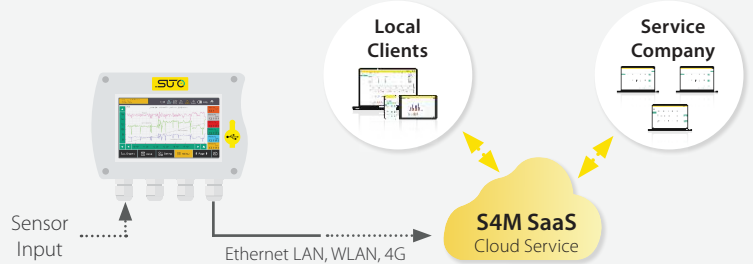 Local
Clients
Service
Company
SUTO
Sensor
Input
Ethernet LAN, WLAN, 4G
S4M SaaS
Cloud Service